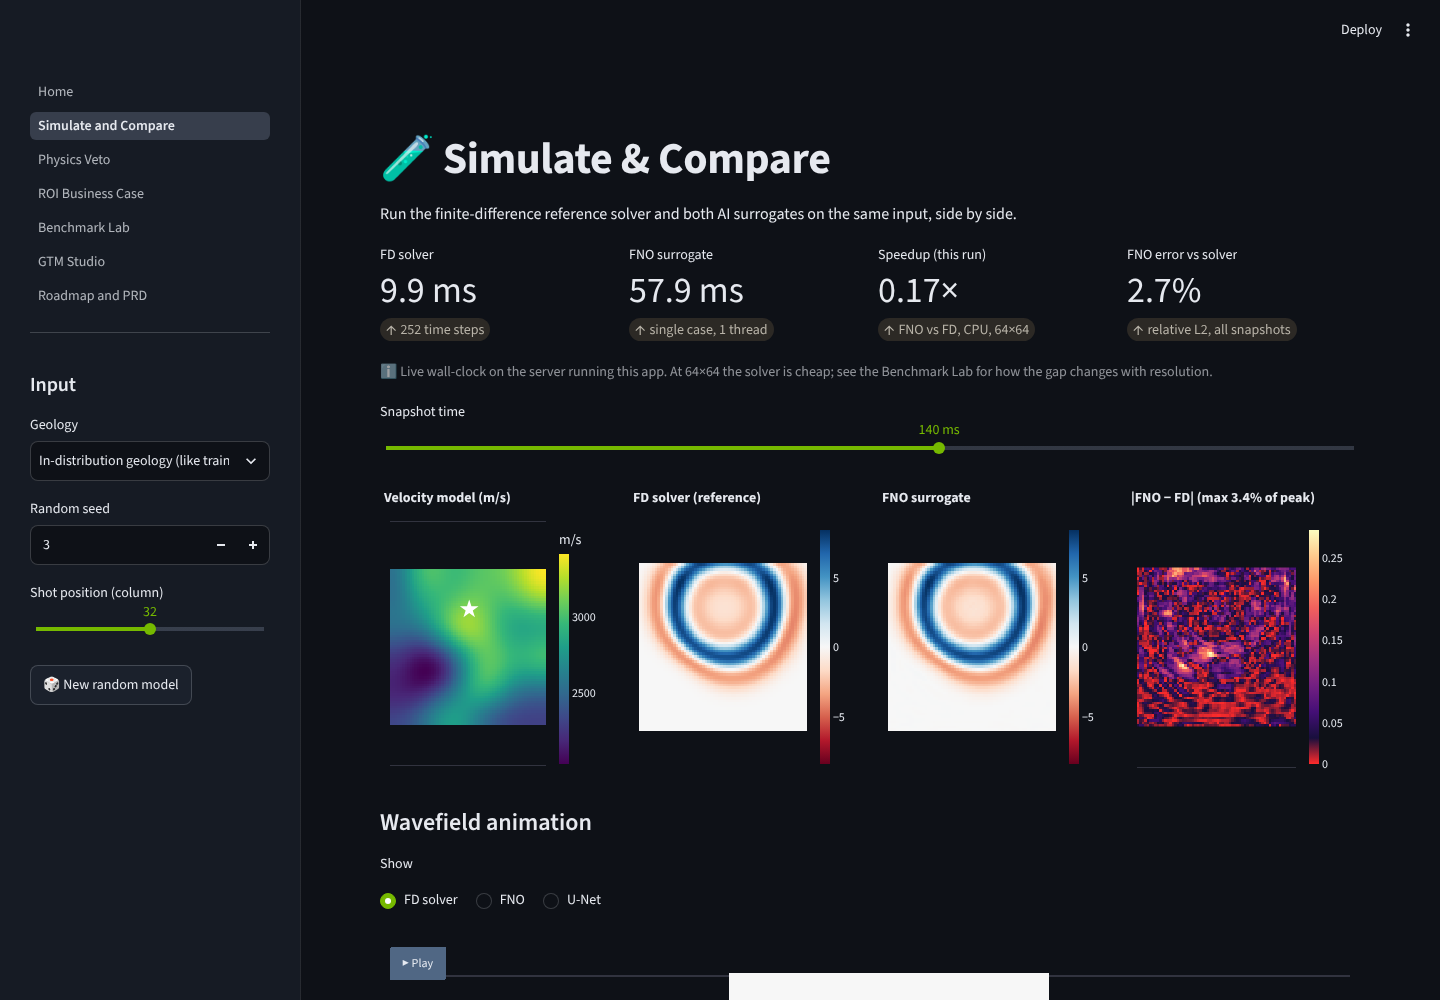 Deploy
Home
Simulate and Compare
Physics Veto
ROI Business Case
Benchmark Lab
GTM Studio
Roadmap and PRD
Input
Geology
In-distribution geology (like train
Random seed
3
Shot position (column)
32
New random model
Simulate & Compare
Run the finite-difference reference solver and both AI surrogates on the same input, side by side.
FD solver
9.9 ms
↑ 252 time steps
FNO surrogate
57.9 ms
↑ single case, 1 thread
Speedup (this run)
0.17×
↑ FNO vs FD, CPU, 64×64
FNO error vs solver
2.7%
↑ relative L2, all snapshots
ℹ️ Live wall-clock on the server running this app. At 64×64 the solver is cheap; see the Benchmark Lab for how the gap changes with resolution.
Snapshot time
140 ms
Velocity model (m/s)
m/s
3000
2500
FD solver (reference)
5
0
−5
FNO surrogate
5
0
−5
|FNO − FD| (max 3.4% of peak)
0.25
0.2
0.15
0.1
0.05
0
Wavefield animation
Show
FD solver
FNO
U-Net
▶ Play